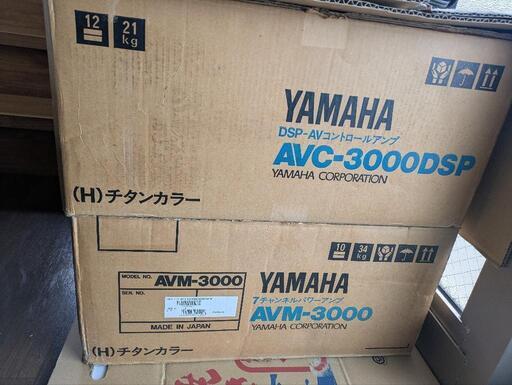 12
21
kg
YAMAHA
DSP-AVコントロールアンプ
AVC-3000DSP
YAMAHA CORPORATION
(H)チタンカラー
10
34
kg
MODEL NO. AVM-3000
SER. NO.
MADE IN JAPAN
YAMAHA
7チャンネルパワーアンプ
AVM-3000
YAMAHA CORPORATION
(H)チタンカラー